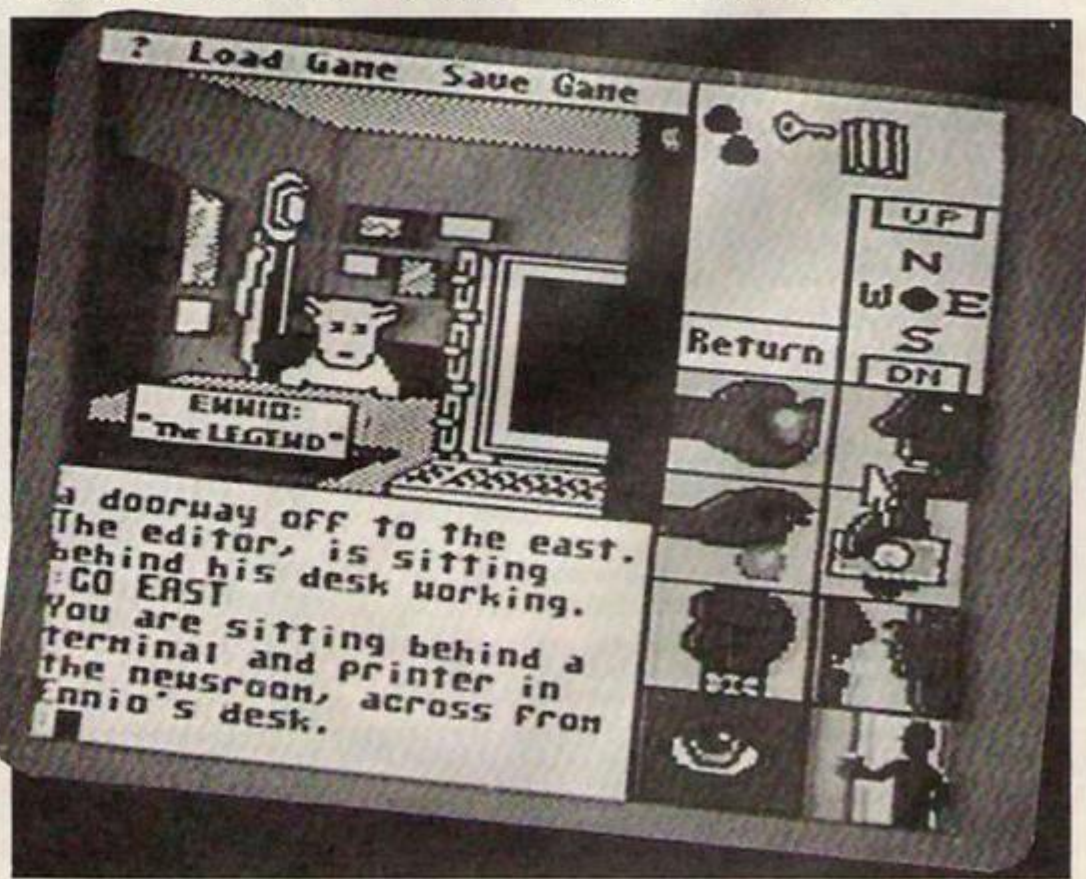 ? Load Game Save Game
UP
N
W E
S
DN
Return
ENNIO:
"The LEGEND"
a doorway off to the east.
The editor, is sitting
behind his desk working.
:GO EAST
You are sitting behind a
terminal and printer in
the newsroom, across from
Ennio's desk.
: